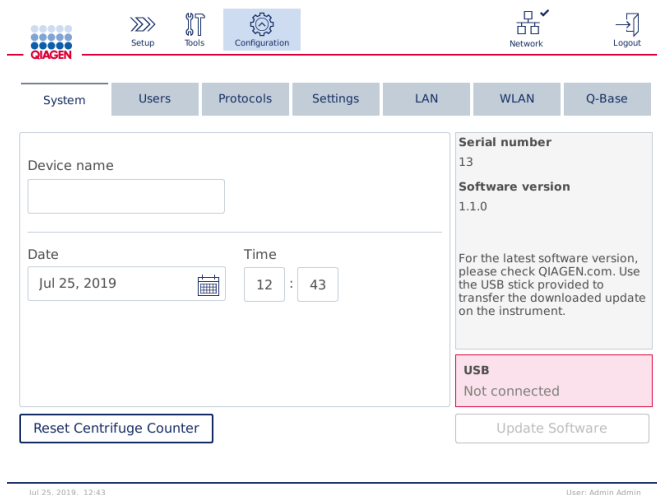 QIAGEN
Setup
Tools
Configuration
Network
Logout
System
Users
Protocols
Settings
LAN
WLAN
Q-Base
Device name
Date
Time
Jul 25, 2019
12 : 43
Serial number
13
Software version
1.1.0
For the latest software version,
please check QIAGEN.com. Use
the USB stick provided to
transfer the downloaded update
on the instrument.
USB
Not connected
Reset Centrifuge Counter
Update Software
Jul 25, 2019, 12:43
User: Admin Admin